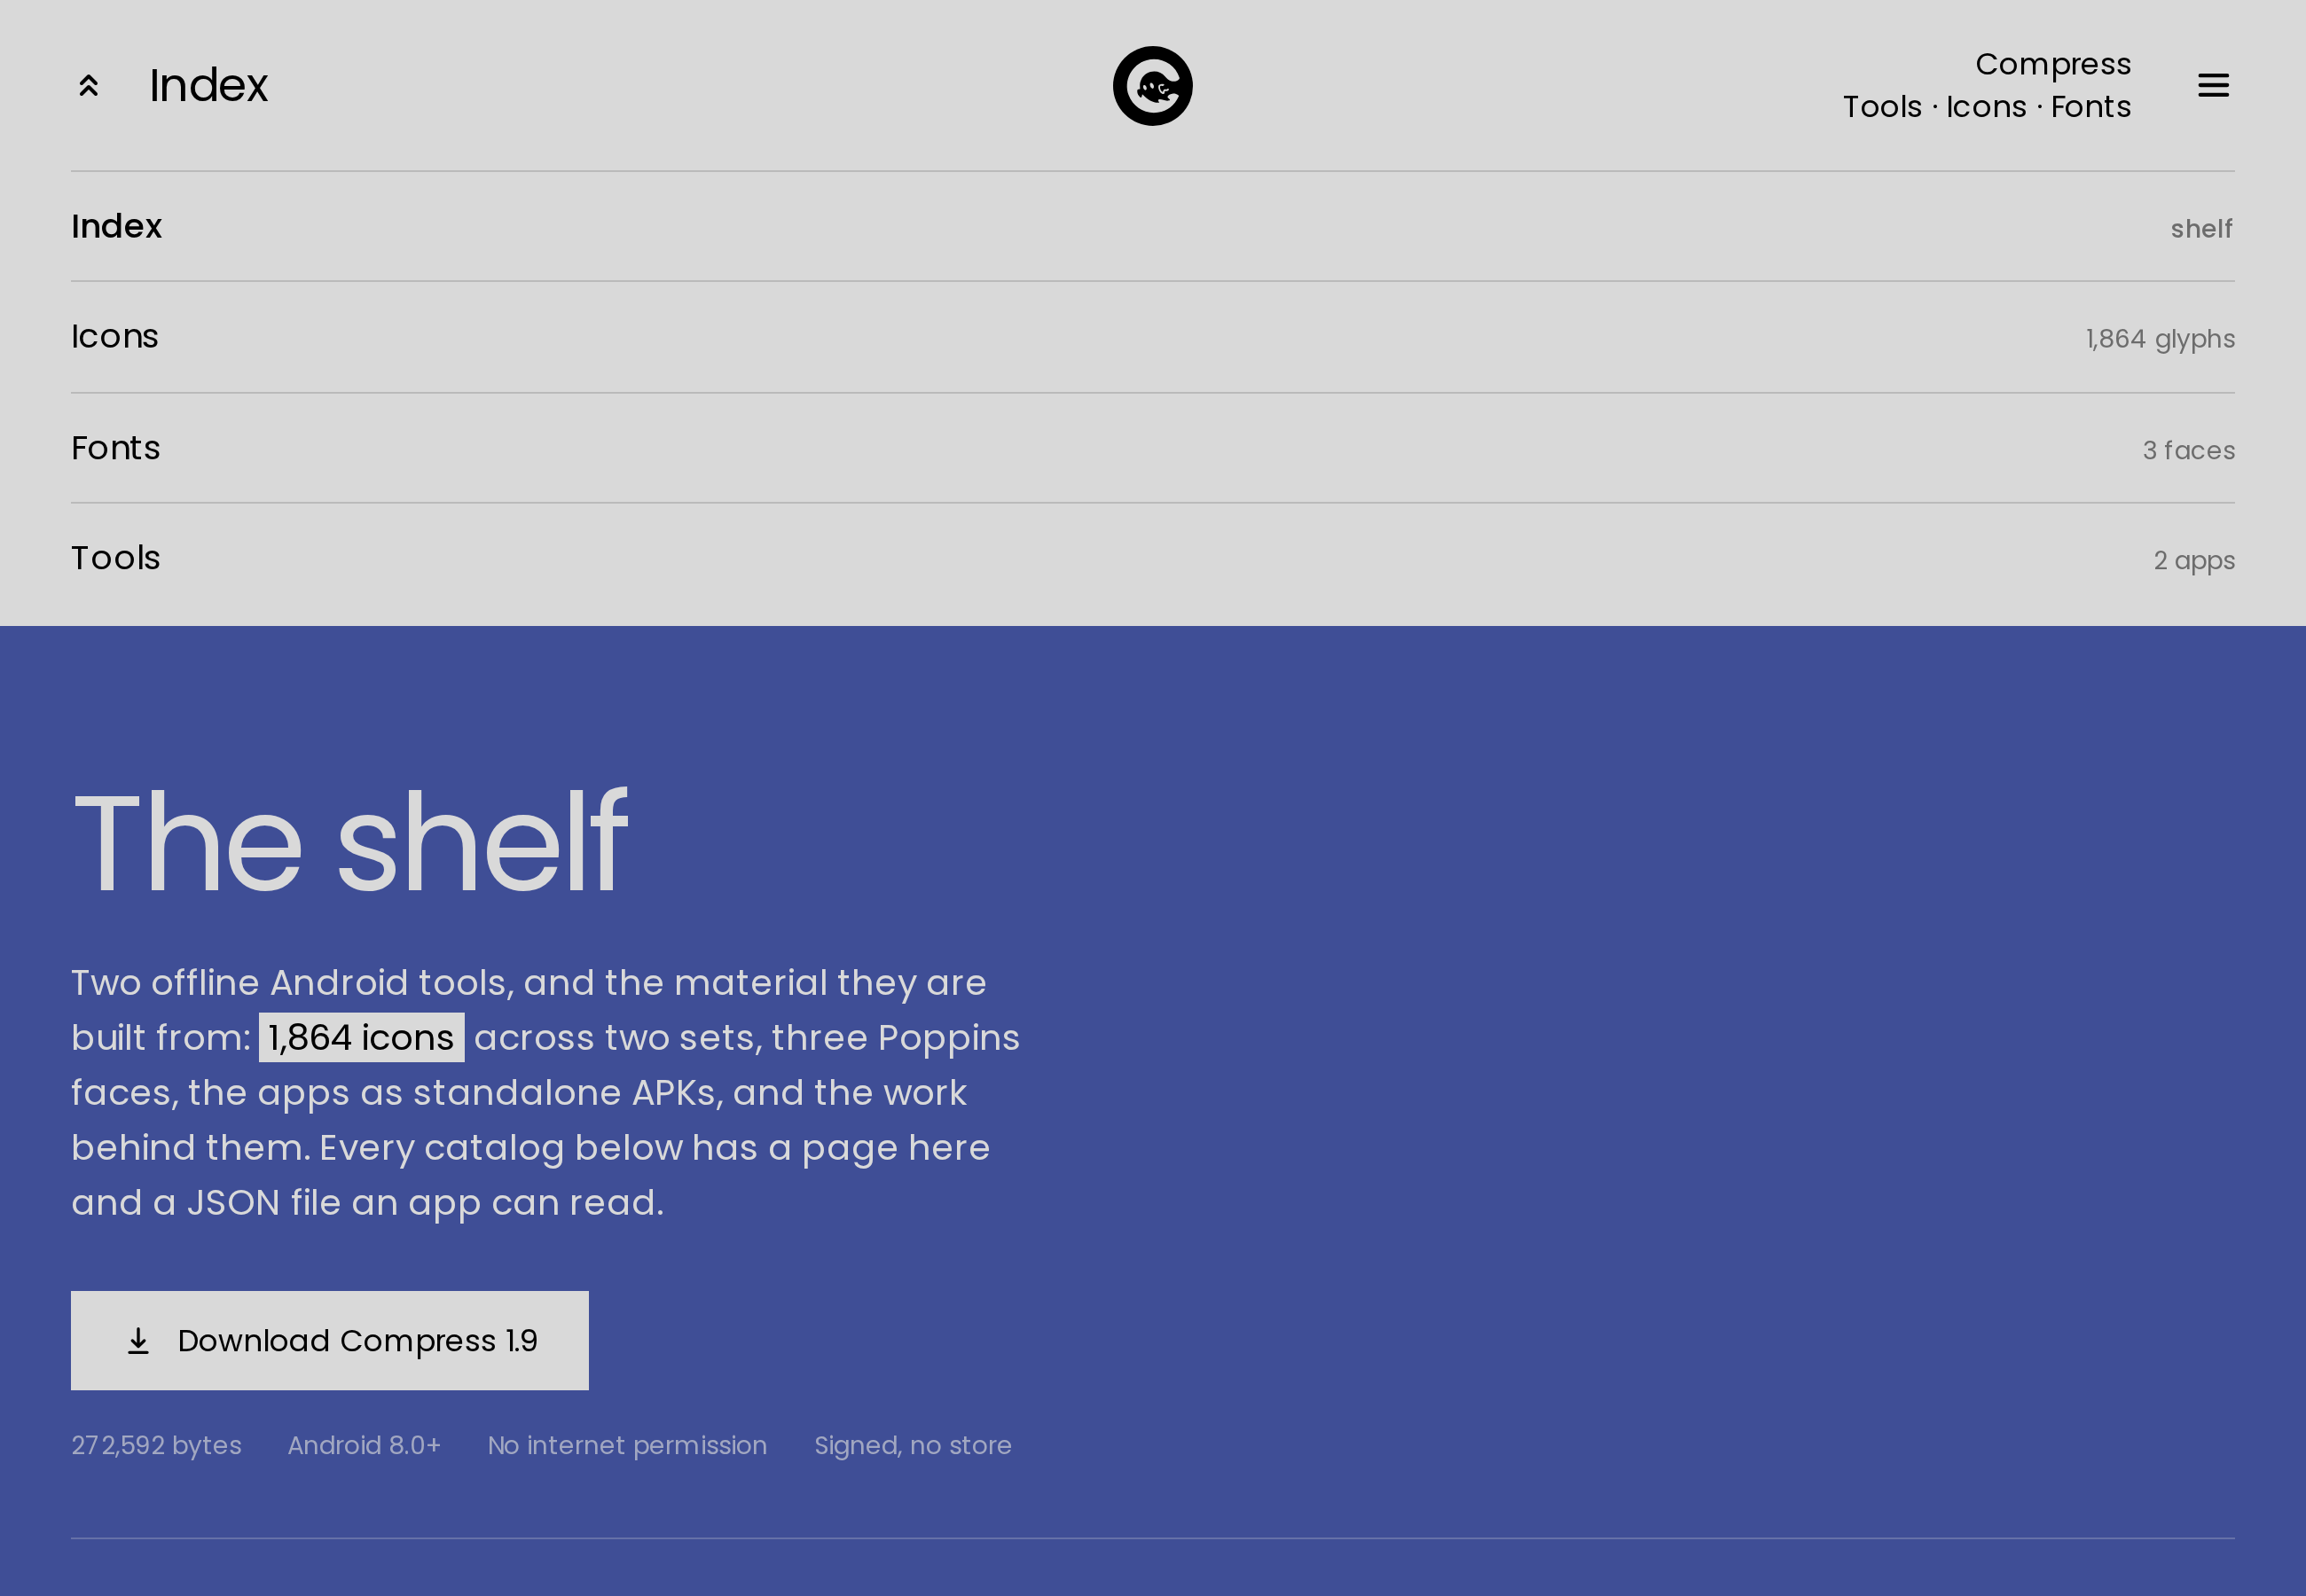 Index
Compress
Tools · Icons · Fonts
Index shelf
Icons 1,864 glyphs
Fonts 3 faces
Tools 2 apps
The shelf
Two offline Android tools, and the material they are
built from: 1,864 icons across two sets, three Poppins
faces, the apps as standalone APKs, and the work
behind them. Every catalog below has a page here
and a JSON file an app can read.
Download Compress 1.9
272,592 bytes Android 8.0+ No internet permission Signed, no store